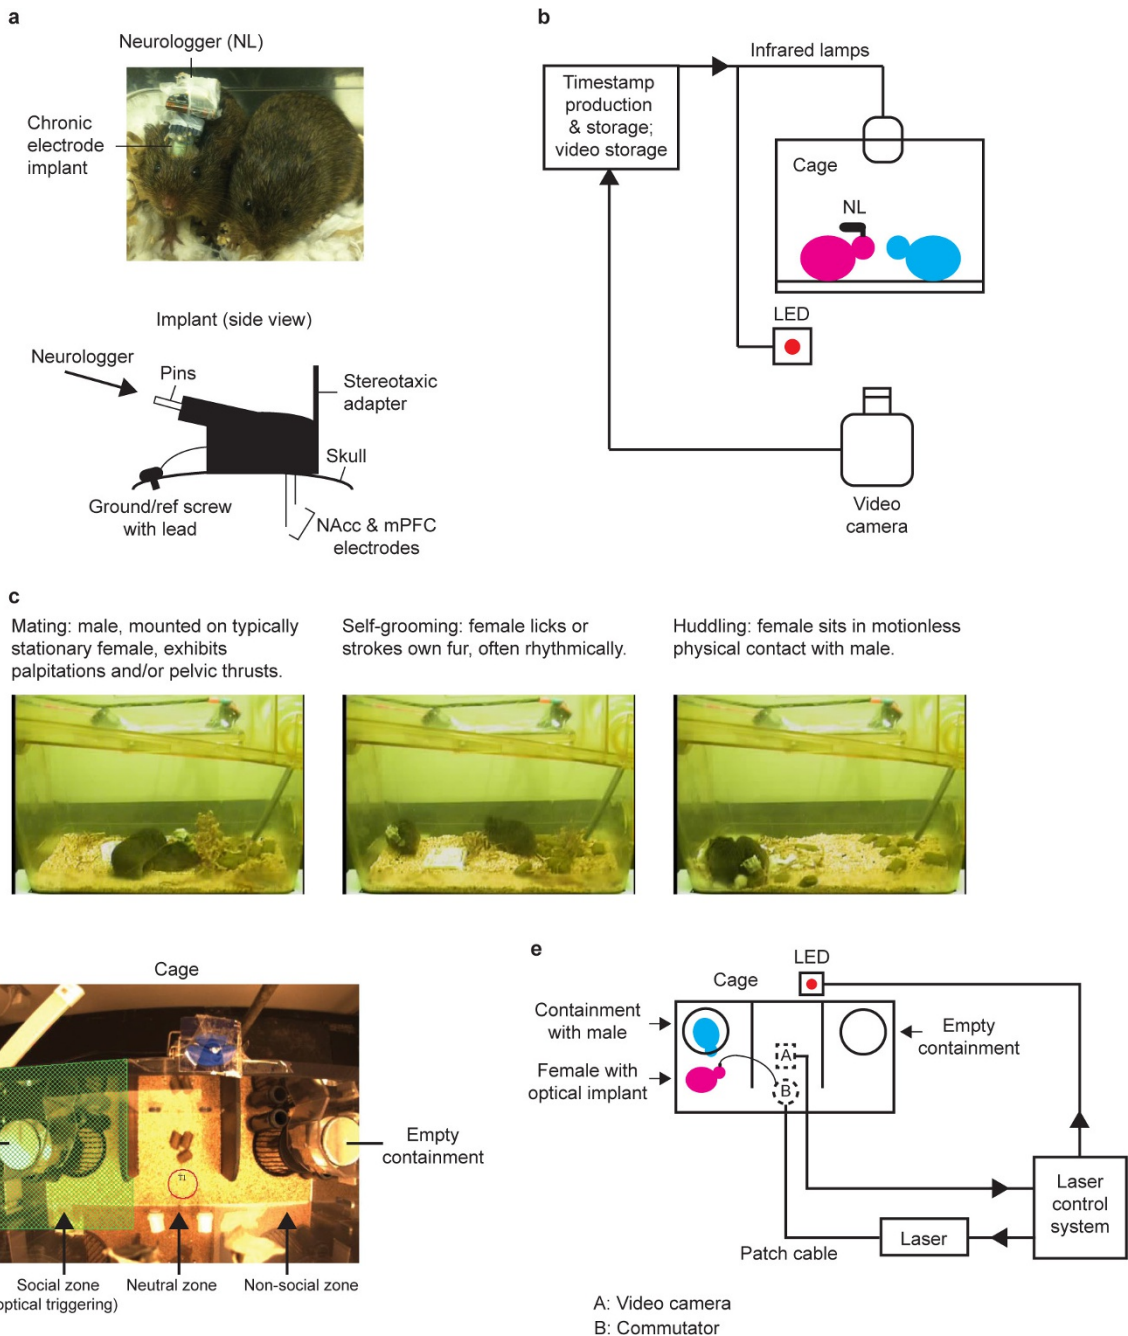 a
Neurologger (NL)
Chronic
electrode
implant
Implant (side view)
Neurologger
Pins
Stereotaxic
adapter
Skull
Ground/ref screw
with lead
NAcc & mPFC
electrodes
b
Infrared lamps
Timestamp
production
& storage;
video storage
Cage
NL
LED
Video
camera
c
Mating: male, mounted on typically
stationary female, exhibits
palpitations and/or pelvic thrusts.
Self-grooming: female licks or
strokes own fur, often rhythmically.
Huddling: female sits in motionless
physical contact with male.
Cage
Empty
containment
Social zone
optical triggering)
Neutral zone
Non-social zone
e
LED
Cage
Containment
with male
Female with
optical implant
A
B
Empty
containment
Laser
control
system
Laser
Patch cable
A: Video camera
B: Commutator